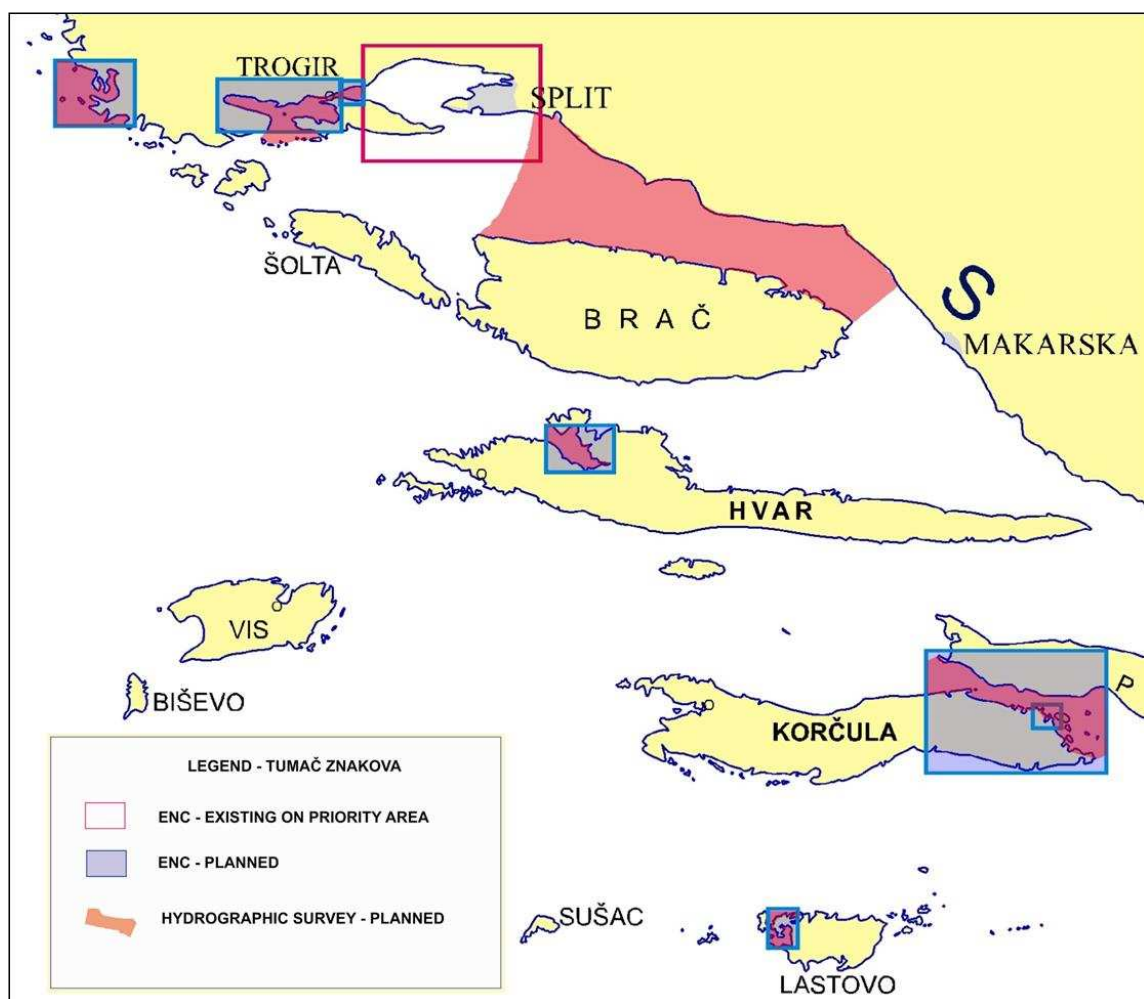 TROGIR
SPLIT
ŠOLTA
BRAČ
S
MAKARSKA
HVAR
VIS
BIŠEVO
P
KORČULA
LEGEND - TUMAČ ZNAKOVA
ENC - EXISTING ON PRIORITY AREA
ENC - PLANNED
HYDROGRAPHIC SURVEY - PLANNED
SUŠAC
LASTOVO